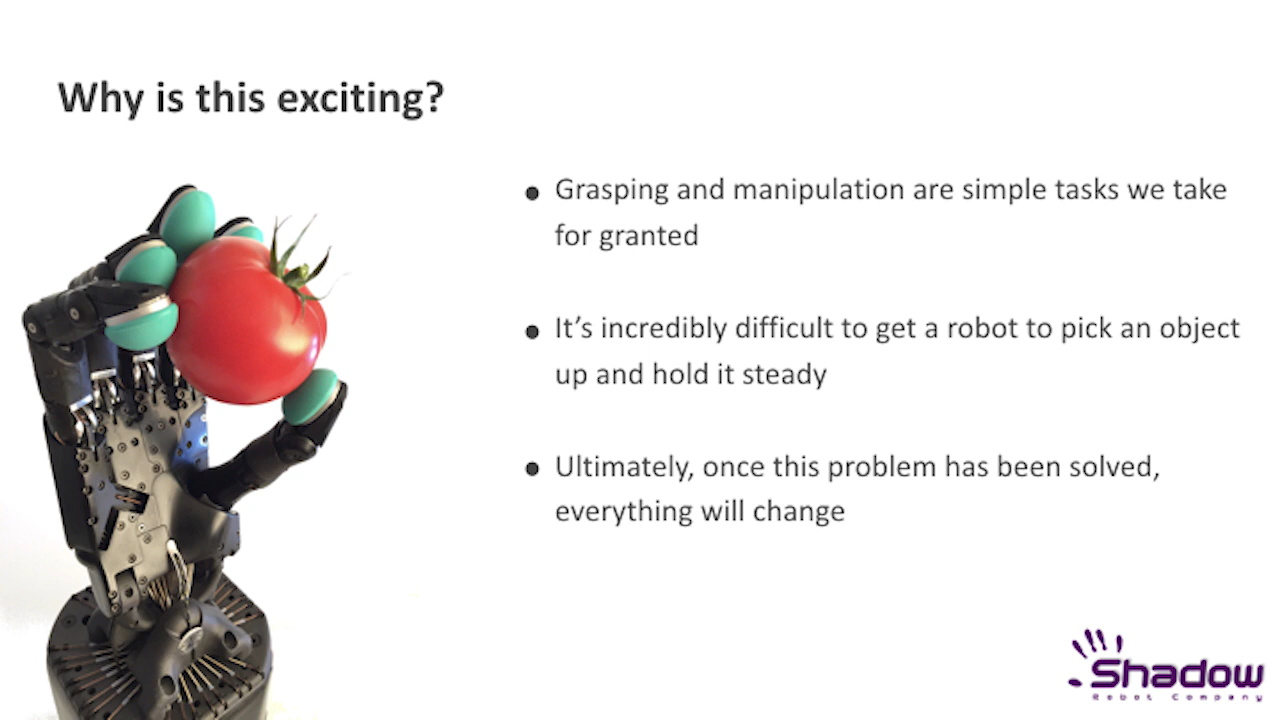 Why is this exciting?
• Grasping and manipulation are simple tasks we take
for granted
• It’s incredibly difficult to get a robot to pick an object
up and hold it steady
• Ultimately, once this problem has been solved,
everything will change
Shadow
Robot Company